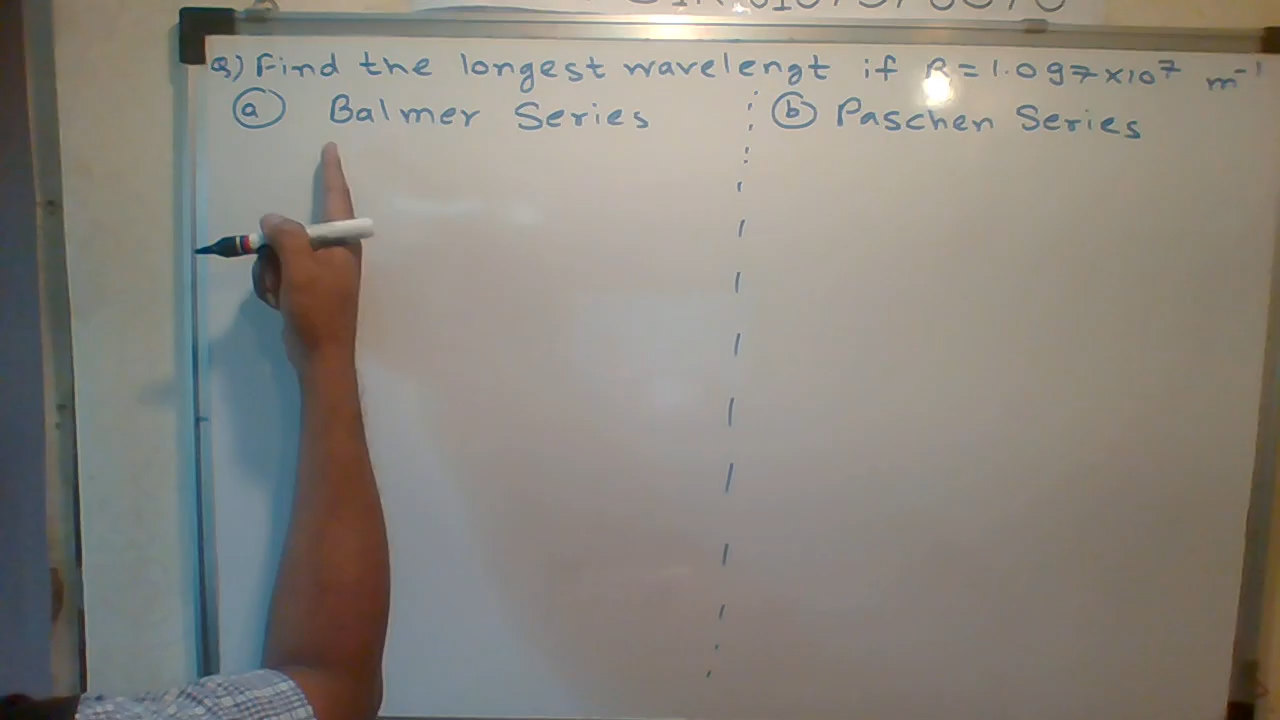 Q) Find the longest wavelengt if R = 1.097×10⁷ m⁻¹
ⓐ Balmer Series
ⓑ Paschen Series